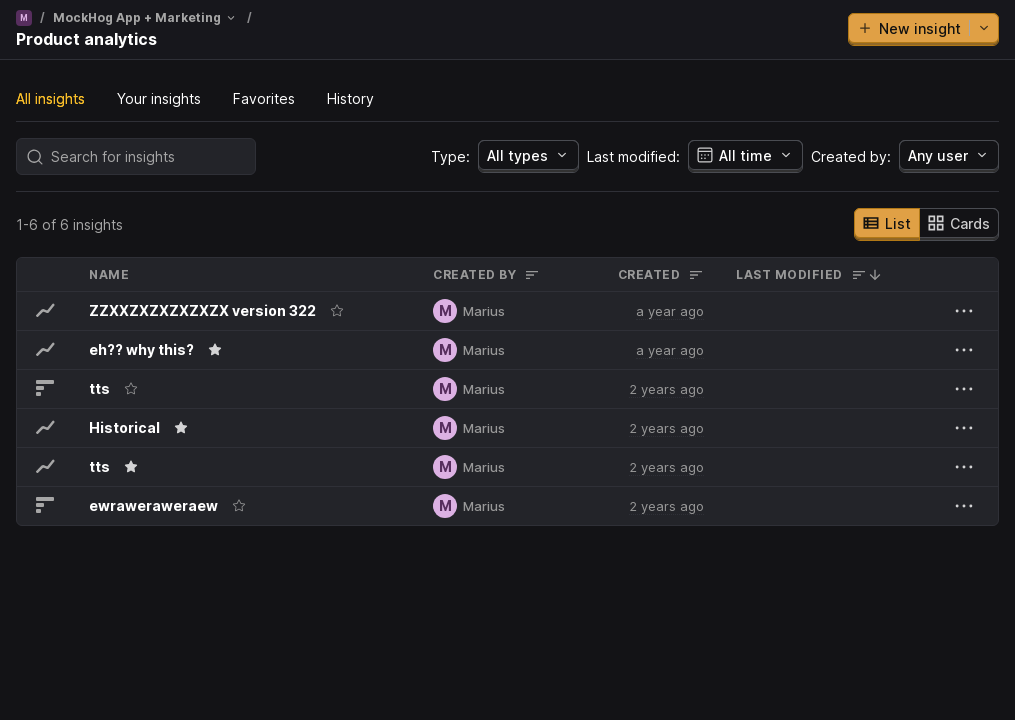 M / MockHog App + Marketing /
Product analytics
New insight
All insights Your insights Favorites History
Search for insights
Type: All types Last modified: All time Created by: Any user
1-6 of 6 insights
List Cards
NAME CREATED BY CREATED LAST MODIFIED
ZZXXZXZXZXZXZX version 322 M Marius a year ago
eh?? why this? M Marius a year ago
tts M Marius 2 years ago
Historical M Marius 2 years ago
tts M Marius 2 years ago
ewraweraweraew M Marius 2 years ago